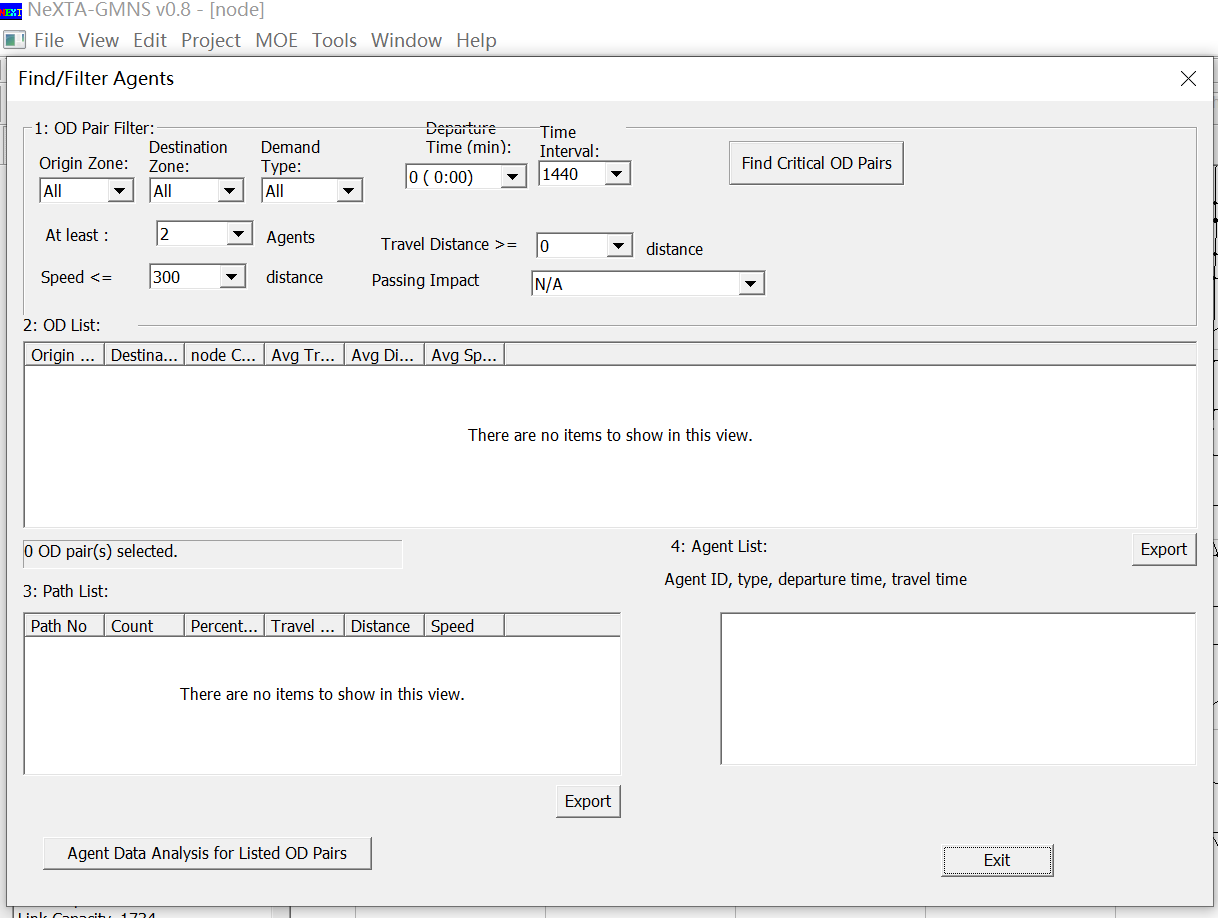 NEXT NeXTA-GMNS v0.8 - [node]
File View Edit Project MOE Tools Window Help
Find/Filter Agents
1: OD Pair Filter:
Origin Zone:
Destination
Zone:
Demand
Type:
Departure
Time (min):
Time
Interval:
All
All
All
0 ( 0:00)
1440
Find Critical OD Pairs
At least : 2 Agents
Travel Distance >= 0 distance
Speed <= 300 distance
Passing Impact N/A
2: OD List:
Origin ... Destina... node C... Avg Tr... Avg Di... Avg Sp...
There are no items to show in this view.
0 OD pair(s) selected.
4: Agent List:
Export
Agent ID, type, departure time, travel time
3: Path List:
Path No Count Percent... Travel ... Distance Speed
There are no items to show in this view.
Export
Agent Data Analysis for Listed OD Pairs
Exit
Link Capacity 1724